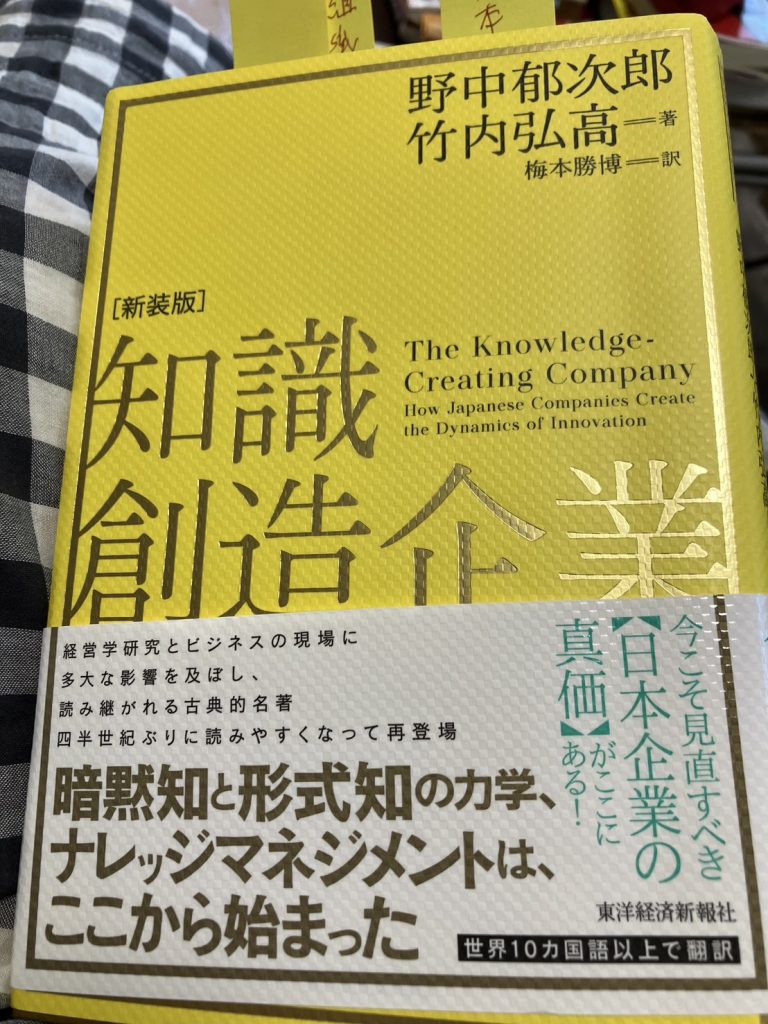 本
野中郁次郎
竹内弘高＝著
梅本勝博＝訳
［新装版］
知識
創造企業
The Knowledge-
Creating Company
How Japanese Companies Create
the Dynamics of Innovation
経営学研究とビジネスの現場に
多大な影響を及ぼし、
読み継がれる古典的名著
四半世紀ぶりに読みやすくなって再登場
暗黙知と形式知の力学、
ナレッジマネジメントは、
ここから始まった
今こそ見直すべき
【日本企業の
真価】がここに
ある！
東洋経済新報社
世界10カ国語以上で翻訳